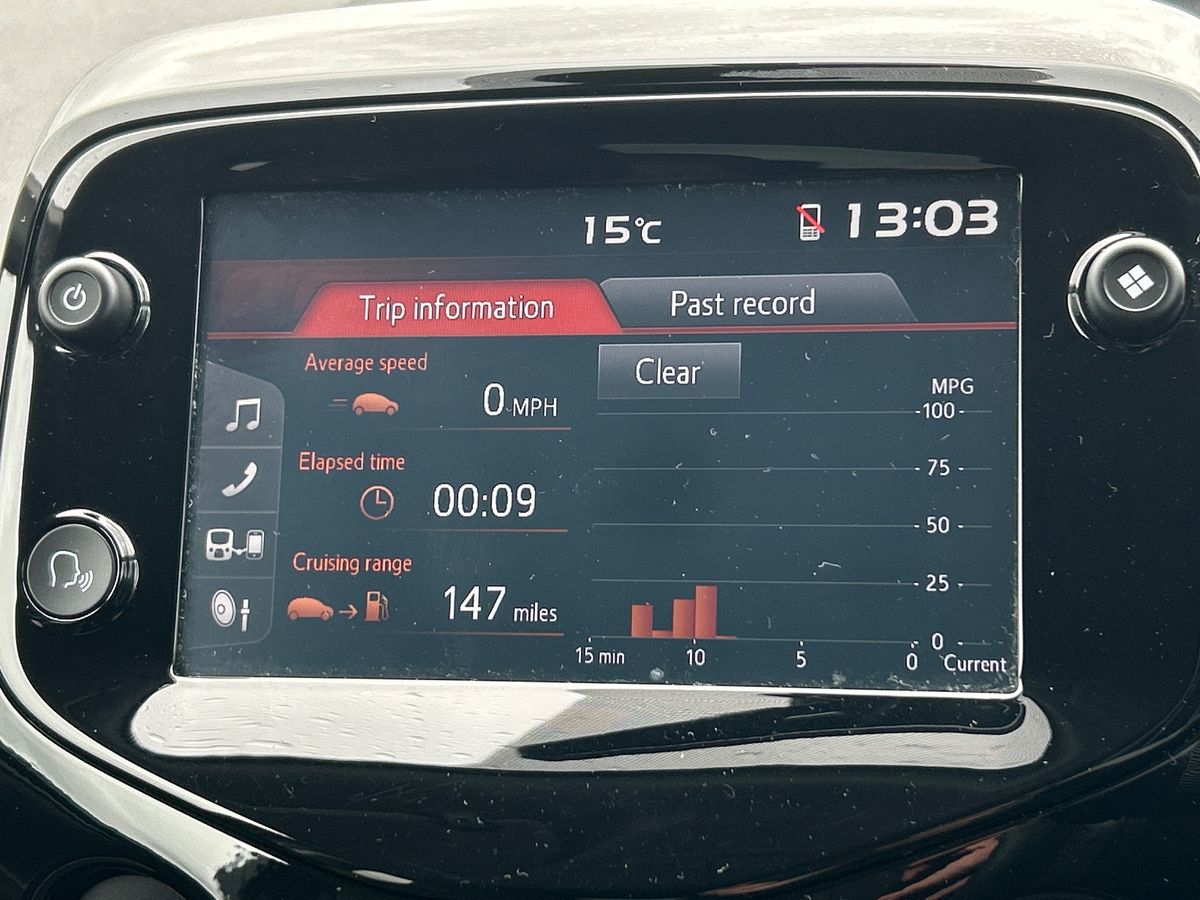 15°C 13:03
Trip information Past record
Average speed
0 MPH
Clear
Elapsed time
00:09
Cruising range
147 miles
MPG
100
75
50
25
0
15 min 10 5 0 Current